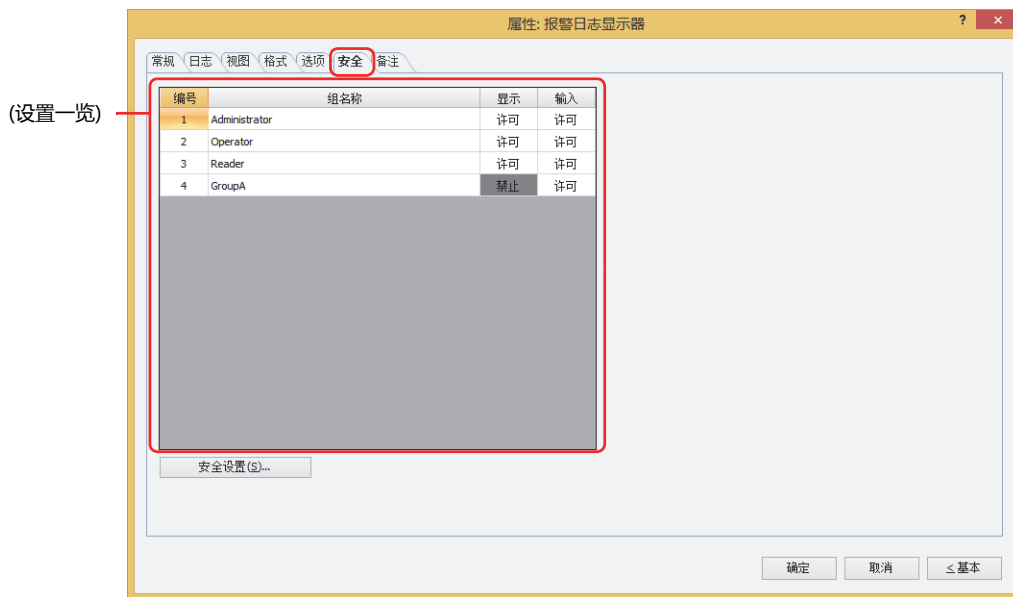 属性: 报警日志显示器 ? ×
常规 日志 视图 格式 选项 安全 备注
(设置一览)
编号 组名称 显示 输入
1 Administrator 许可 许可
2 Operator 许可 许可
3 Reader 许可 许可
4 GroupA 禁止 许可
安全设置(S)...
确定 取消 ≤基本